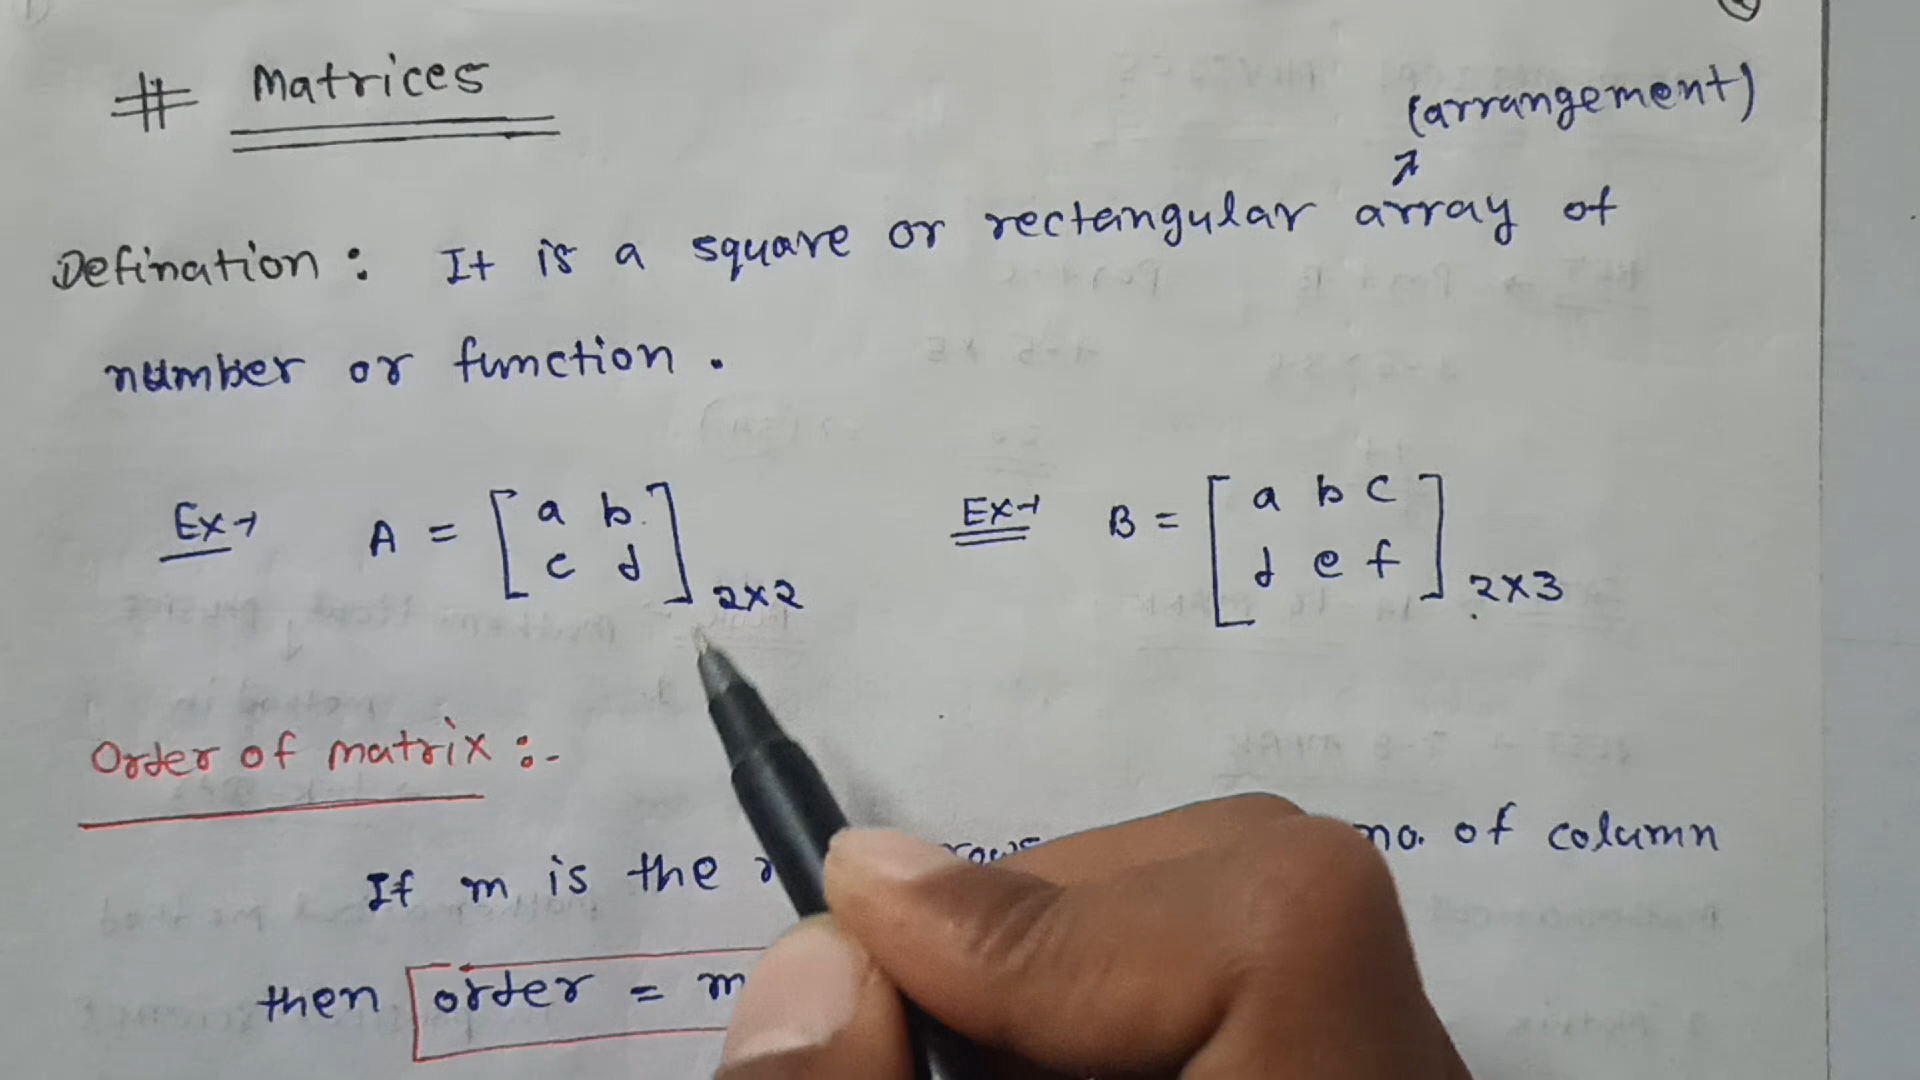 # Matrices
(arrangement)
Defination : It is a square or rectangular array of
number or function .
Ex→ A = [a b
c d] 2×2
Ex→ B = [a b c
d e f] 2×3
Order of matrix :-
If m is the rows no. of column
then order = m